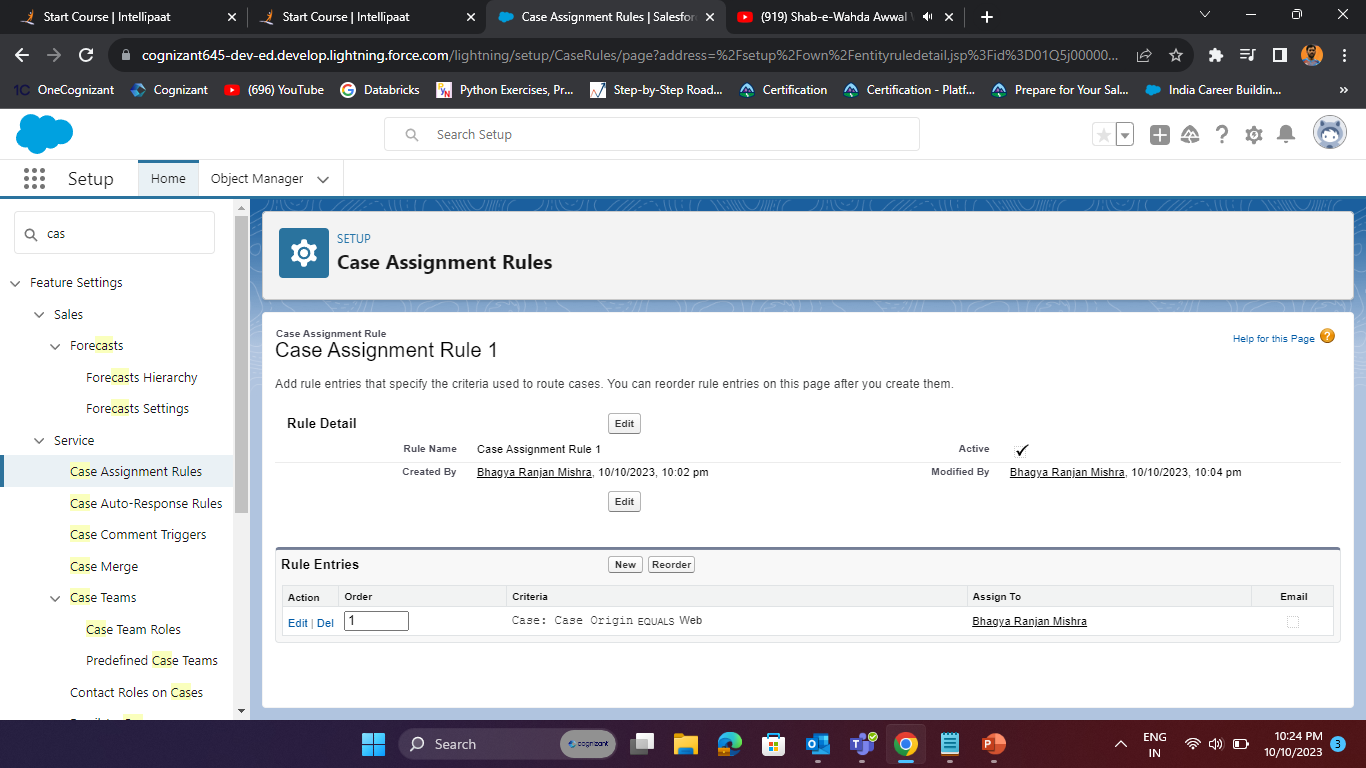 Start Course | Intellipaat
Start Course | Intellipaat
Case Assignment Rules | Salesfor
(919) Shab-e-Wahda Awwal
cognizant645-dev-ed.develop.lightning.force.com/lightning/setup/CaseRules/page?address=%2Fsetup%2Fown%2Fentityruledetail.jsp%3Fid%3D01Q5j00000...
1C OneCognizant
Cognizant
(696) YouTube
Databricks
Python Exercises, Pr...
Step-by-Step Road...
Certification
Certification - Platf...
Prepare for Your Sal...
India Career Buildin...
»
Search Setup
Setup
Home
Object Manager
cas
Feature Settings
Sales
Forecasts
Forecasts Hierarchy
Forecasts Settings
Service
Case Assignment Rules
Case Auto-Response Rules
Case Comment Triggers
Case Merge
Case Teams
Case Team Roles
Predefined Case Teams
Contact Roles on Cases
SETUP
Case Assignment Rules
Case Assignment Rule
Case Assignment Rule 1
Help for this Page
Add rule entries that specify the criteria used to route cases. You can reorder rule entries on this page after you create them.
Rule Detail
Edit
Rule Name Case Assignment Rule 1 Active
Created By Bhagya Ranjan Mishra, 10/10/2023, 10:02 pm Modified By Bhagya Ranjan Mishra, 10/10/2023, 10:04 pm
Edit
Rule Entries New Reorder
Action Order Criteria Assign To Email
Edit | Del 1 Case: Case Origin EQUALS Web Bhagya Ranjan Mishra
Search
cognizant
ENG
IN
10:24 PM
10/10/2023
3